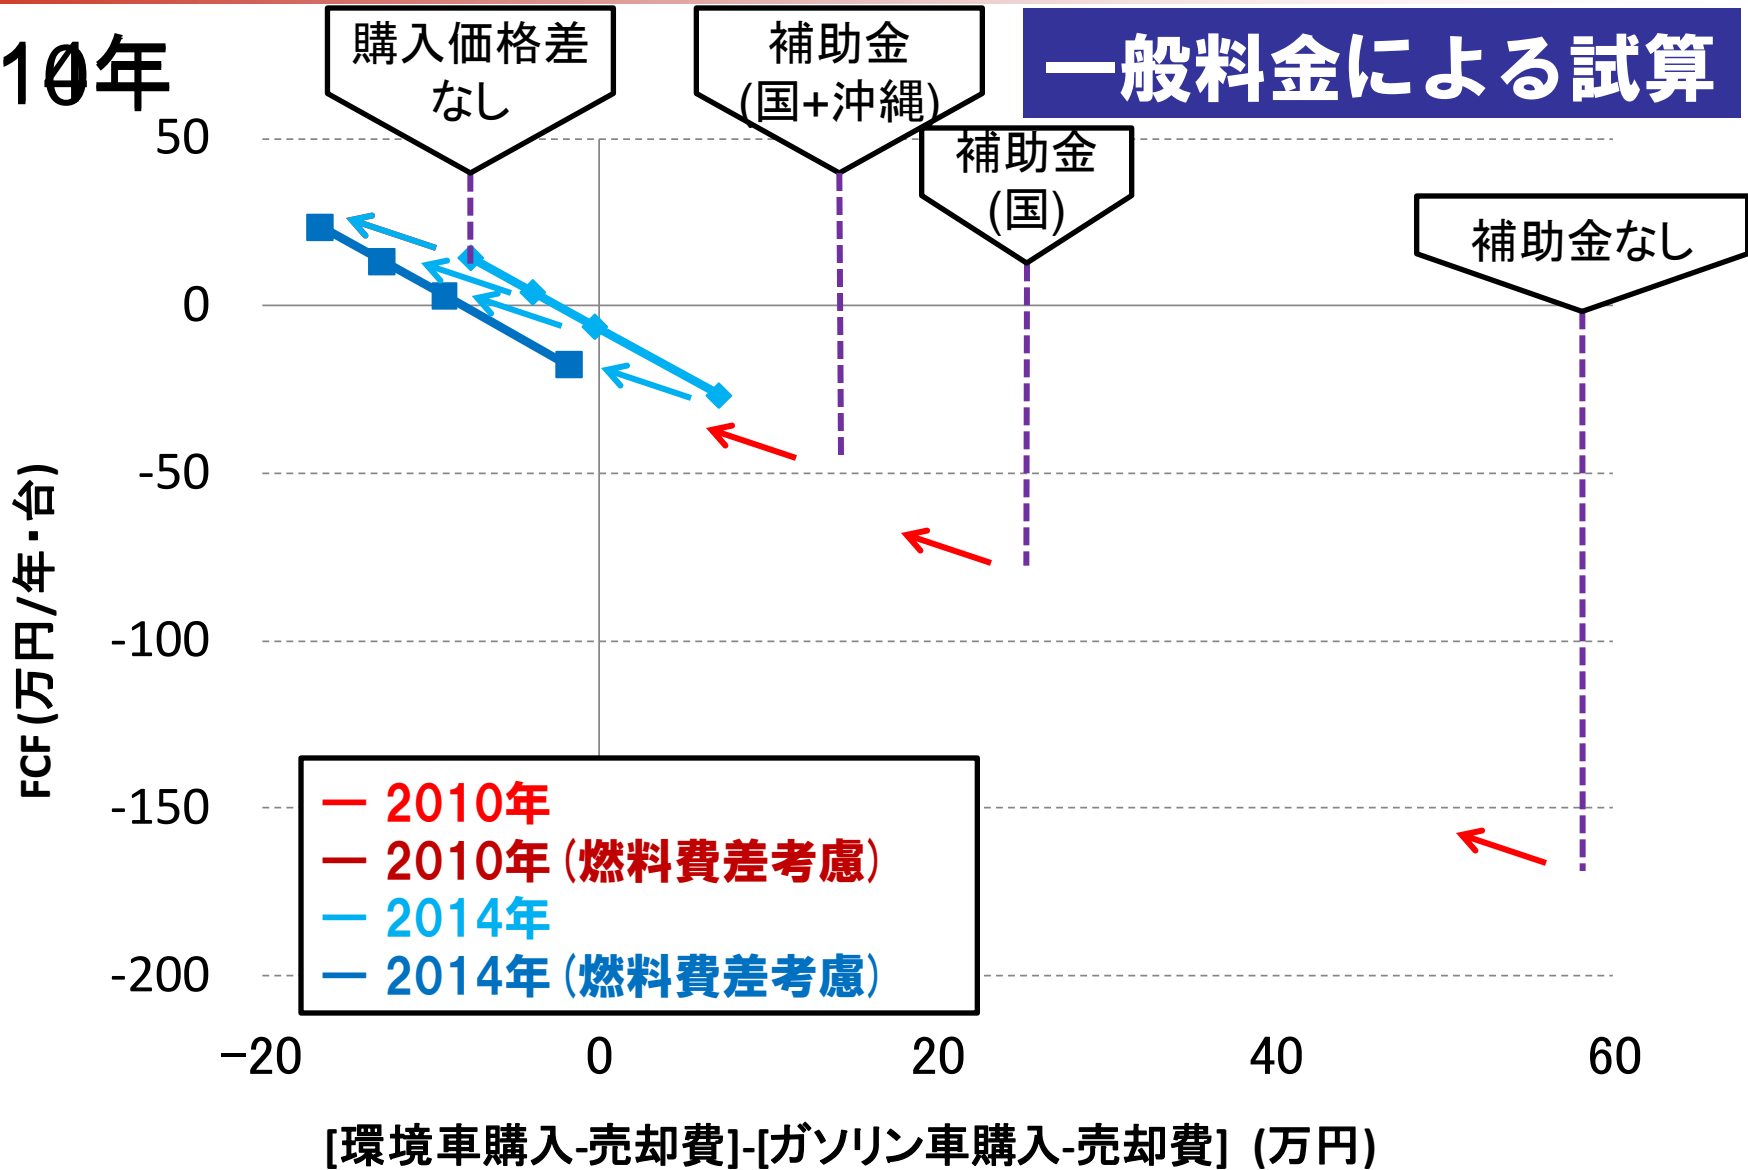 年
購入価格差
なし
補助金
(国+沖縄)
一般料金による試算
補助金
(国)
補助金なし
50
0
-50
-100
-150
-200
FCF(万円/年・台)
2010年
2010年(燃料費差考慮)
2014年
2014年(燃料費差考慮)
-20
0
20
40
60
[環境車購入-売却費]-[ガソリン車購入-売却費] (万円)